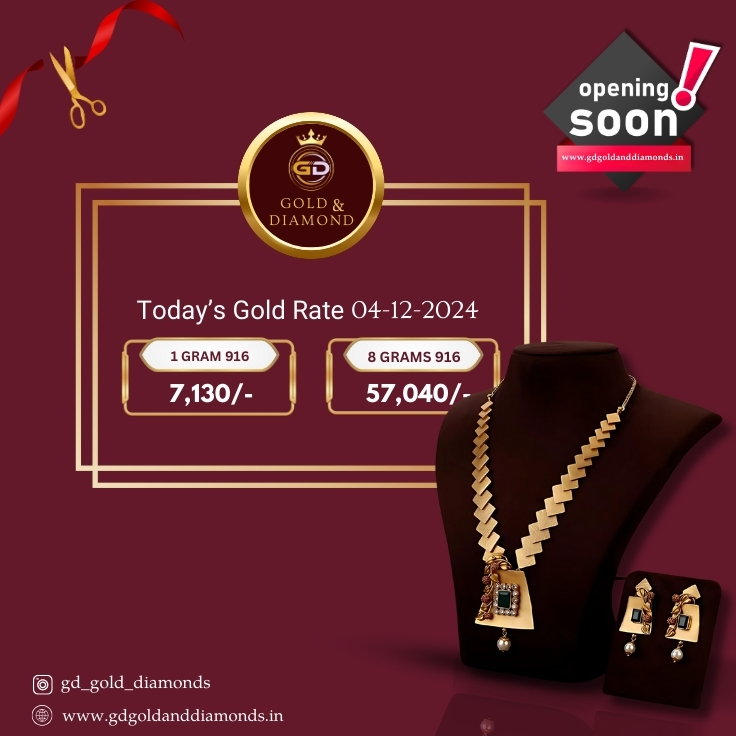 opening
soon!
www.gdgoldanddiamonds.in
GD
GOLD &
DIAMOND
Today's Gold Rate 04-12-2024
1 GRAM 916
7,130/-
8 GRAMS 916
57,040/-
gd_gold_diamonds
www.gdgoldanddiamonds.in